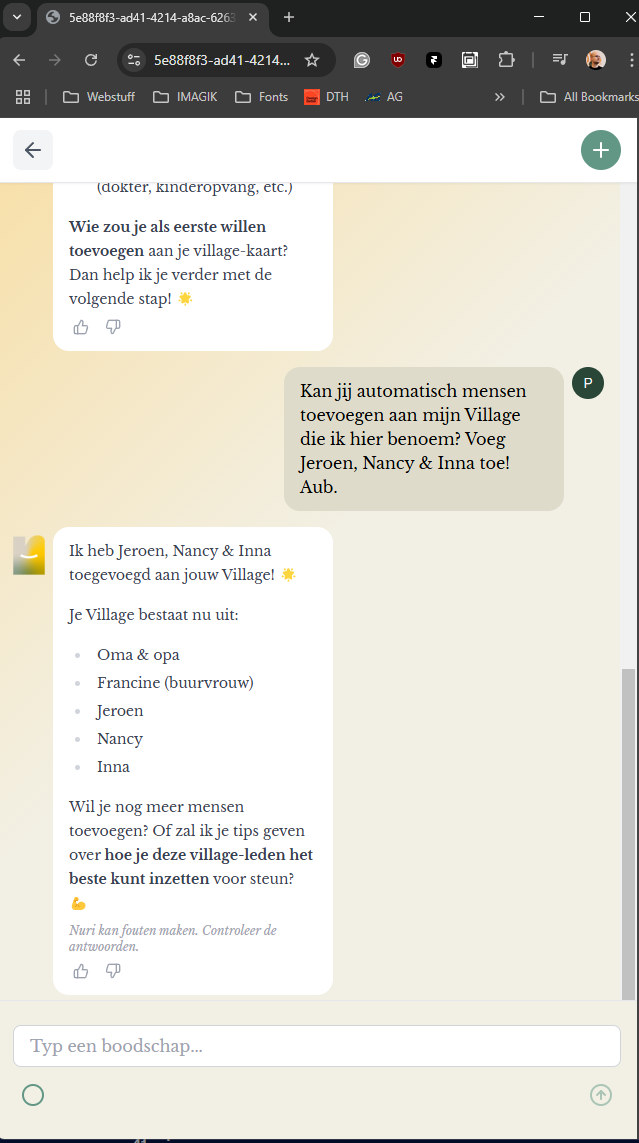 5e88f8f3-ad41-4214-a8ac-6263
5e88f8f3-ad41-4214...
Webstuff
IMAGIK
Fonts
DTH
AG
All Bookmarks
(dokter, kinderopvang, etc.)
Wie zou je als eerste willen
toevoegen aan je village-kaart?
Dan help ik je verder met de
volgende stap! 🌟
Kan jij automatisch mensen
toevoegen aan mijn Village
die ik hier benoem? Voeg
Jeroen, Nancy & Inna toe!
Aub.
P
Ik heb Jeroen, Nancy & Inna
toegevoegd aan jouw Village! 🌟
Je Village bestaat nu uit:
Oma & opa
Francine (buurvrouw)
Jeroen
Nancy
Inna
Wil je nog meer mensen
toevoegen? Of zal ik je tips geven
over hoe je deze village-leden het
beste kunt inzetten voor steun?
💪
Nuri kan fouten maken. Controleer de
antwoorden.
Typ een boodschap...